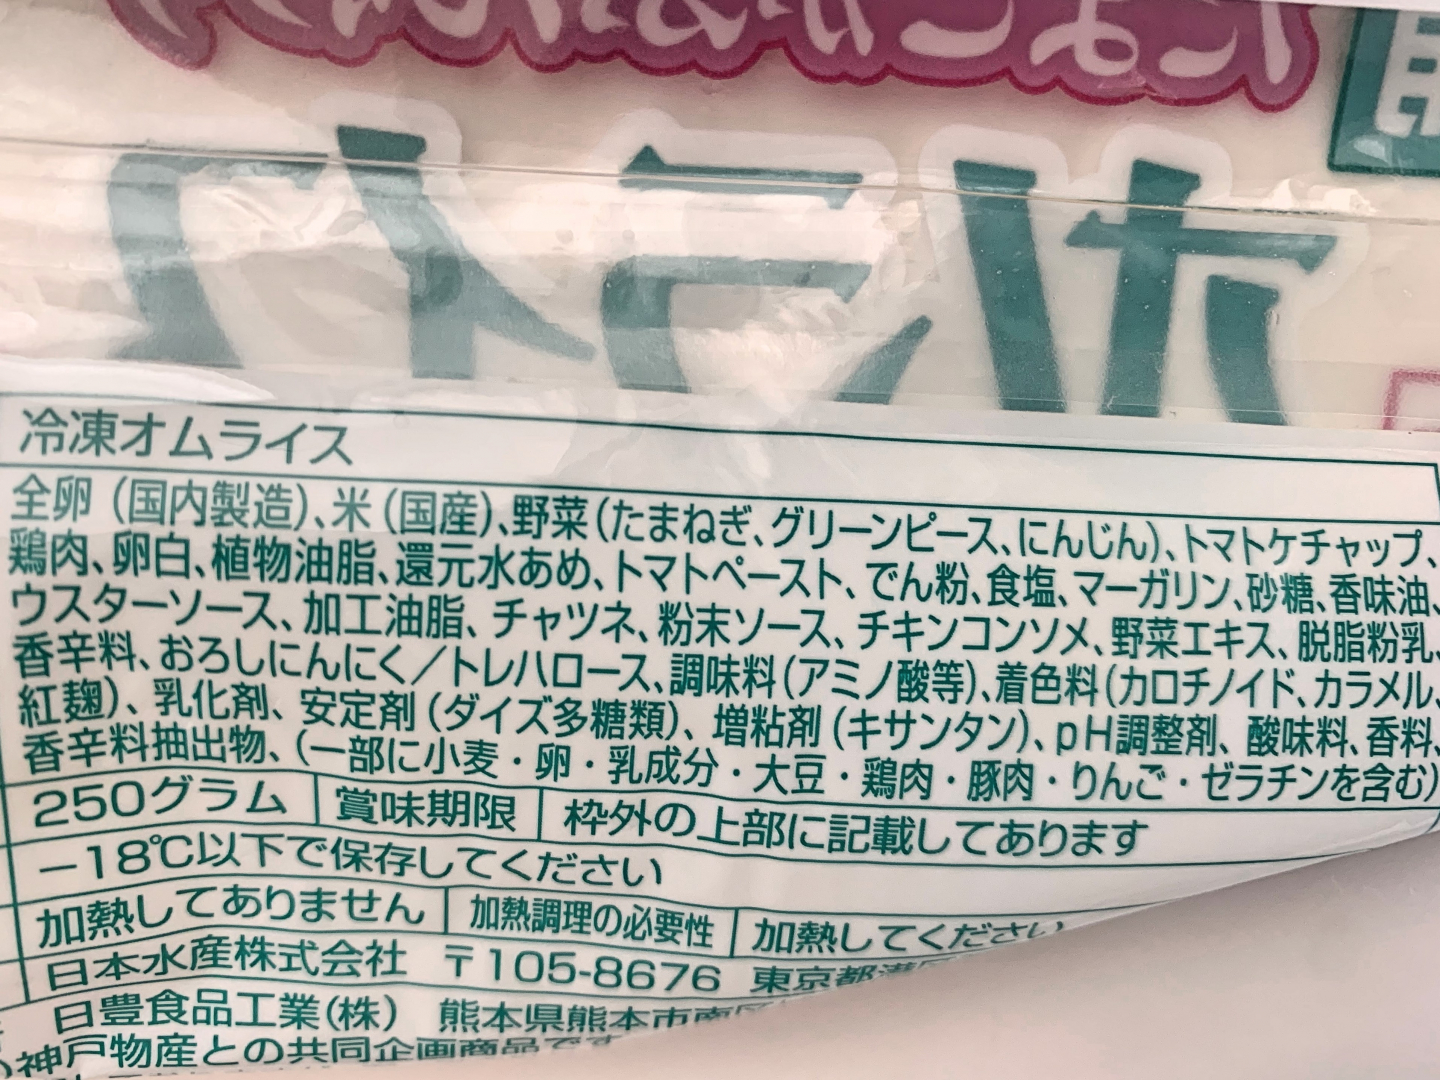 冷凍オムライス
全卵（国内製造）、米（国産）、野菜（たまねぎ、グリーンピース、にんじん）、トマトケチャップ、
鶏肉、卵白、植物油脂、還元水あめ、トマトペースト、でん粉、食塩、マーガリン、砂糖、香味油、
ウスターソース、加工油脂、チャツネ、粉末ソース、チキンコンソメ、野菜エキス、脱脂粉乳、
香辛料、おろしにんにく／トレハロース、調味料（アミノ酸等）、着色料（カロチノイド、カラメル、
紅麹）、乳化剤、安定剤（ダイズ多糖類）、増粘剤（キサンタン）、pH調整剤、酸味料、香料、
香辛料抽出物、（一部に小麦・卵・乳成分・大豆・鶏肉・豚肉・りんご・ゼラチンを含む）
250グラム 賞味期限 枠外の上部に記載してあります
－18℃以下で保存してください
加熱してありません 加熱調理の必要性 加熱してください
日本水産株式会社 〒105-8676 東京都港
日豊食品工業（株） 熊本県熊本市南
神戸物産との共同企画商品です